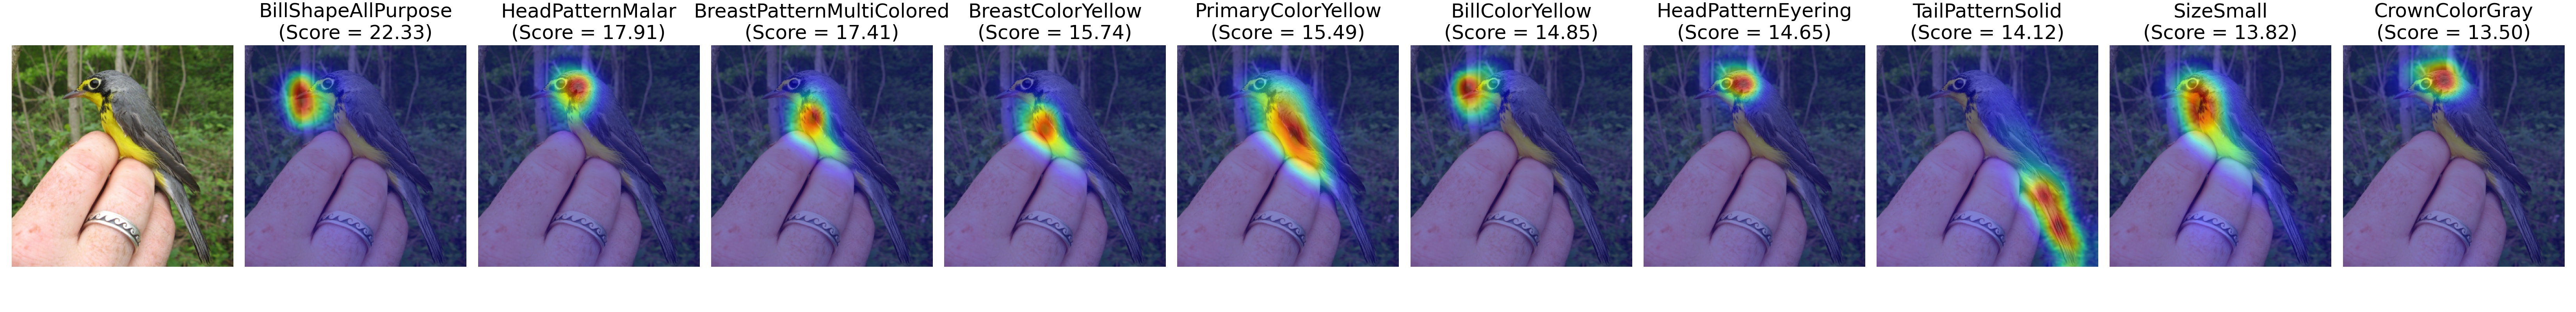 BillShapeAllPurpose
(Score = 22.33)
HeadPatternMalar
(Score = 17.91)
BreastPatternMultiColored
(Score = 17.41)
BreastColorYellow
(Score = 15.74)
PrimaryColorYellow
(Score = 15.49)
BillColorYellow
(Score = 14.85)
HeadPatternEyering
(Score = 14.65)
TailPatternSolid
(Score = 14.12)
SizeSmall
(Score = 13.82)
CrownColorGray
(Score = 13.50)